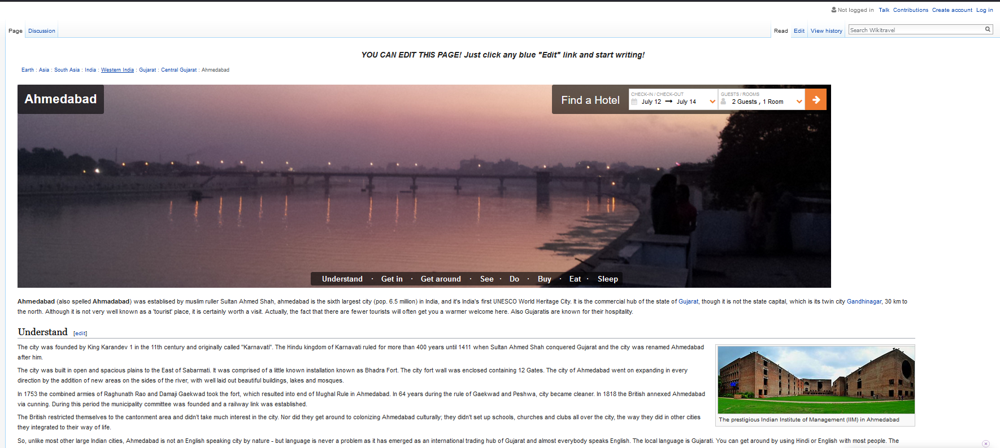 Not logged in Talk Contributions Create account Log in
Page Discussion Read Edit View history Search Wikitravel
YOU CAN EDIT THIS PAGE! Just click any blue "Edit" link and start writing!
Earth : Asia : South Asia : India : Western India : Gujarat : Central Gujarat : Ahmedabad
Ahmedabad
Find a Hotel
CHECK-IN / CHECK-OUT
July 12 → July 14
GUESTS / ROOMS
2 Guests , 1 Room
Understand · Get in · Get around · See · Do · Buy · Eat · Sleep
Ahmedabad (also spelled Ahmadabad) was establised by muslim ruller Sultan Ahmed Shah, ahmedabad is the sixth largest city (pop. 6.5 million) in India, and it's India's first UNESCO World Heritage City. It is the commercial hub of the state of Gujarat, though it is not the state capital, which is its twin city Gandhinagar, 30 km to
the north. Although it is not very well known as a 'tourist' place, it is certainly worth a visit. Actually, the fact that there are fewer tourists will often get you a warmer welcome here. Also Gujaratis are known for their hospitality.
Understand [edit]
The city was founded by King Karandev 1 in the 11th century and originally called "Karnavati". The Hindu kingdom of Karnavati ruled for more than 400 years until 1411 when Sultan Ahmed Shah conquered Gujarat and the city was renamed Ahmedabad
after him.
The city was built in open and spacious plains to the East of Sabarmati. It was comprised of a little known installation known as Bhadra Fort. The city fort wall was enclosed containing 12 Gates. The city of Ahmedabad went on expanding in every
direction by the addition of new areas on the sides of the river, with well laid out beautiful buildings, lakes and mosques.
In 1753 the combined armies of Raghunath Rao and Damaji Gaekwad took the fort, which resulted into end of Mughal Rule in Ahmedabad. In 64 years during the rule of Gaekwad and Peshwa, city became cleaner. In 1818 the British annexed Ahmedabad
via cunning. During this period the municipality committee was founded and a railway link was established.
The British restricted themselves to the cantonment area and didn't take much interest in the city. Nor did they get around to colonizing Ahmedabad culturally; they didn't set up schools, churches and clubs all over the city, the way they did in other cities
they integrated to their way of life.
The prestigious Indian Institute of Management (IIM) in Ahmedabad
So, unlike most other large Indian cities, Ahmedabad is not an English speaking city by nature - but language is never a problem as it has emerged as an international trading hub of Gujarat and almost everybody speaks English. The local language is Gujarati. You can get around by using Hindi or English with most people. The